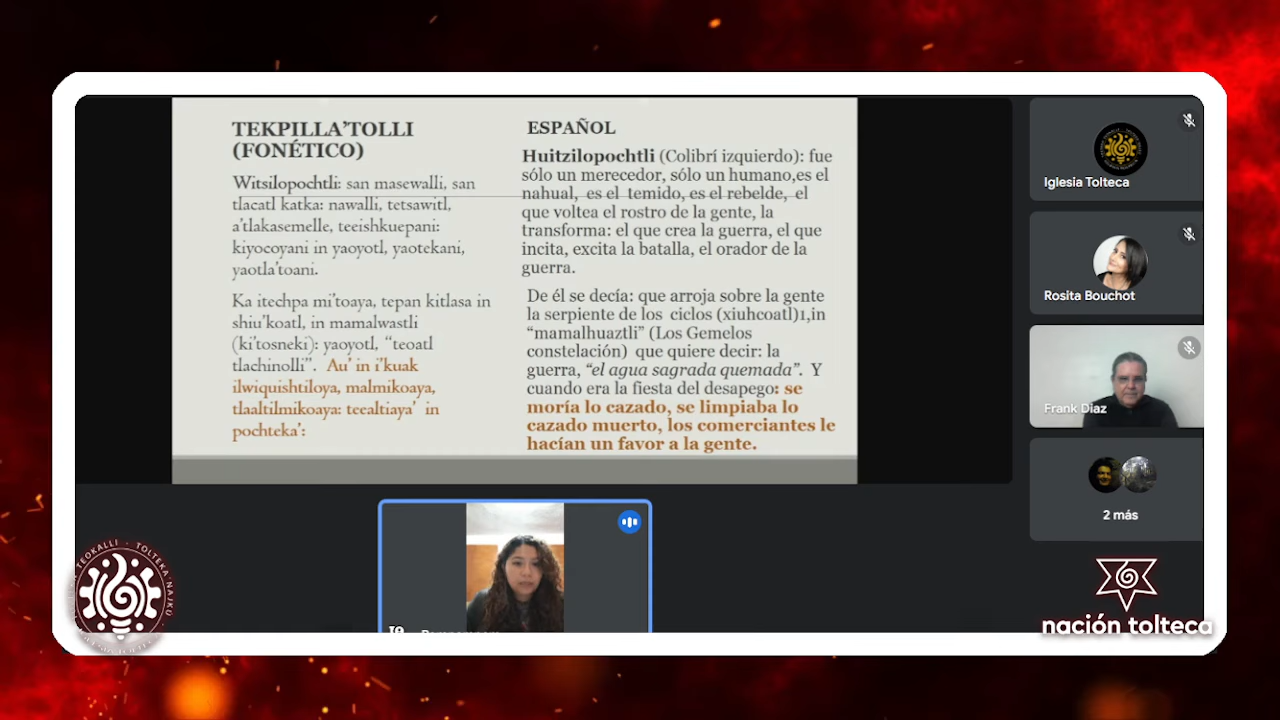 TEKPILLA’TOLLI
(FONÉTICO)
Witsilopochtli: san masewalli, san
tlacatl katka: nawalli, tetsawitl,
a’tlakasemelle, teeishkuepani:
kiyocoyani in yaoyotl, yaotekani,
yaotla’toani.
Ka itechpa mi’toaya, tepan kitlasa in
shiu’koatl, in mamalwastli
(ki’tosneki): yaoyotl, “teoatl
tlachinolli”. Au’ in i’kuak
ilwiquishtiloya, malmikoaya,
tlaaltilmikoaya: teealtiaya’ in
pochteka’:
ESPAÑOL
Huitzilopochtli (Colibrí izquierdo): fue
sólo un merecedor, sólo un humano,es el
nahual, es el temido, es el rebelde, el
que voltea el rostro de la gente, la
transforma: el que crea la guerra, el que
incita, excita la batalla, el orador de la
guerra.
De él se decía: que arroja sobre la gente
la serpiente de los ciclos (xiuhcoatl)1,in
“mamalhuaztli” (Los Gemelos
constelación) que quiere decir: la
guerra, “el agua sagrada quemada”. Y
cuando era la fiesta del desapego: se
moría lo cazado, se limpiaba lo
cazado muerto, los comerciantes le
hacían un favor a la gente.
Iglesia Tolteca
Rosita Bouchot
Frank Diaz
2 más
nación tolteca